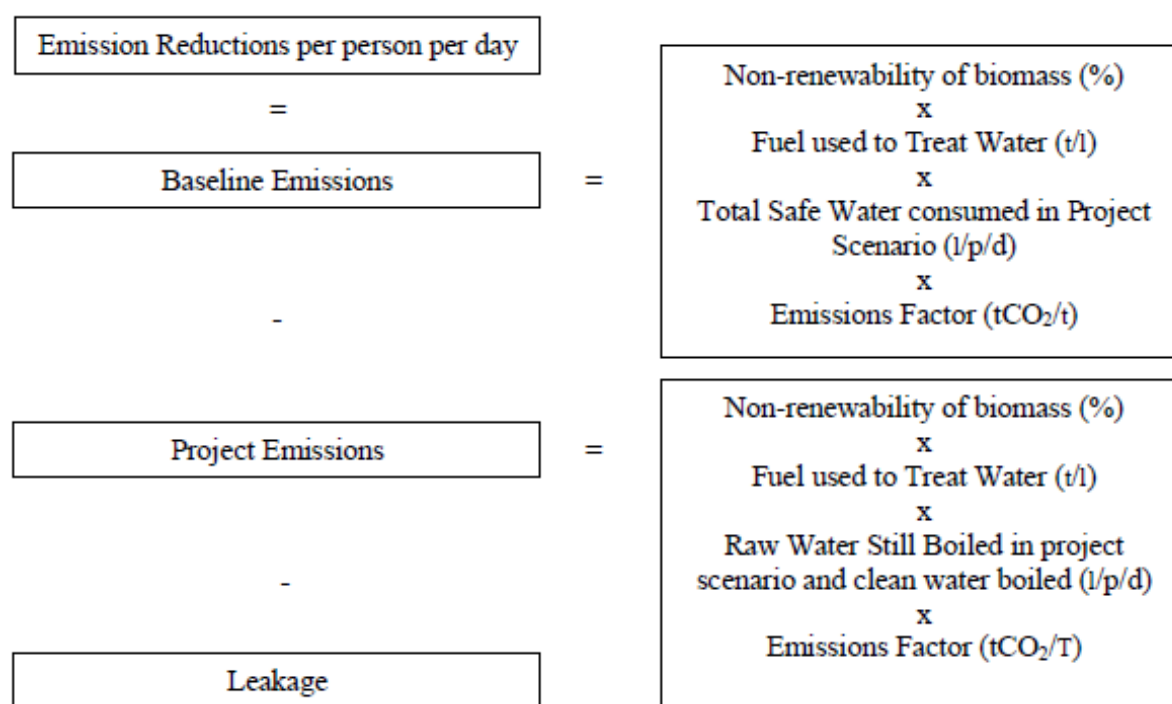 Emission Reductions per person per day
=
Baseline Emissions
=
Non-renewability of biomass (%)
x
Fuel used to Treat Water (t/l)
x
Total Safe Water consumed in Project
Scenario (l/p/d)
x
Emissions Factor (tCO₂/t)
-
Project Emissions
=
Non-renewability of biomass (%)
x
Fuel used to Treat Water (t/l)
x
Raw Water Still Boiled in project
scenario and clean water boiled (l/p/d)
x
Emissions Factor (tCO₂/T)
-
Leakage